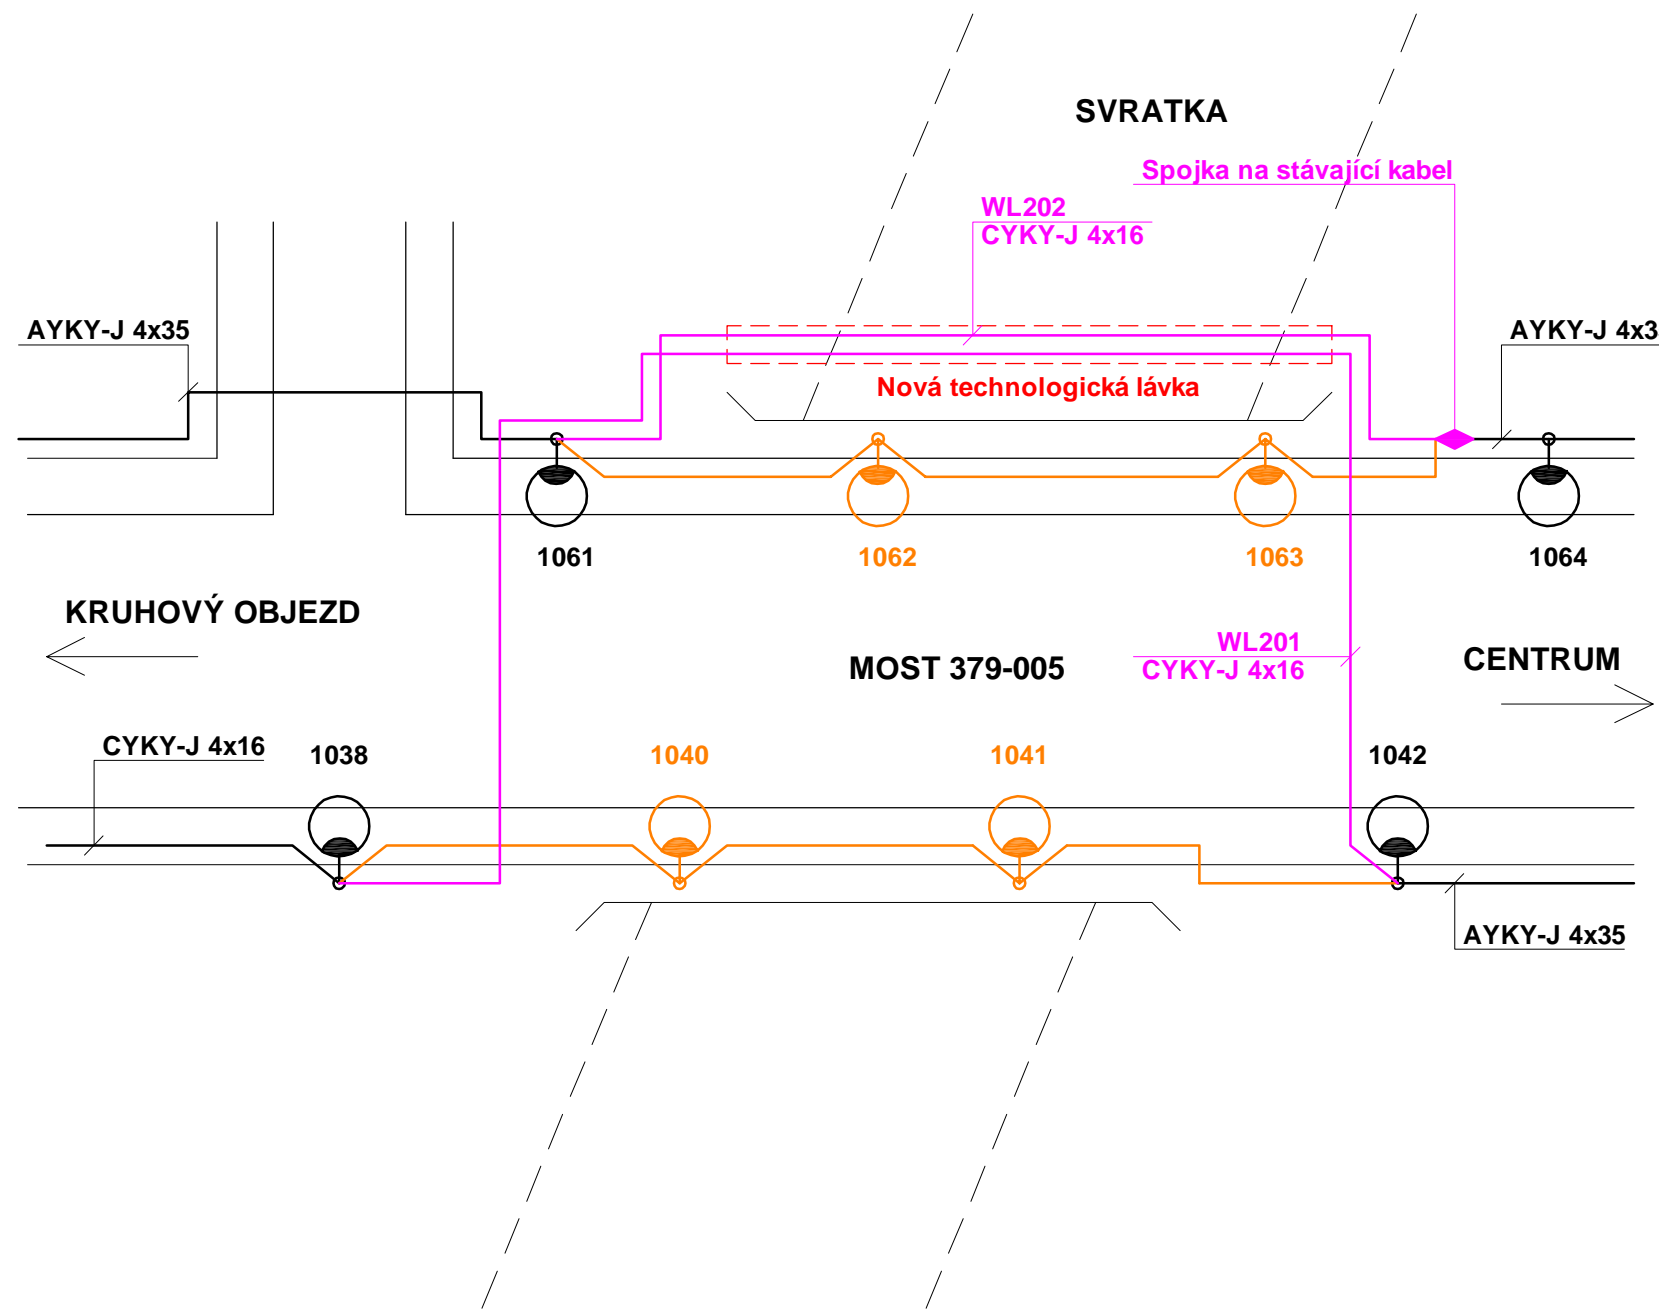 SVRATKA
Spojka na stávající kabel
WL202
CYKY-J 4x16
AYKY-J 4x35
AYKY-J 4x3
Nová technologická lávka
1061
1062
1063
1064
KRUHOVÝ OBJEZD
MOST 379-005
WL201
CYKY-J 4x16
CENTRUM
CYKY-J 4x16
1038
1040
1041
1042
AYKY-J 4x35